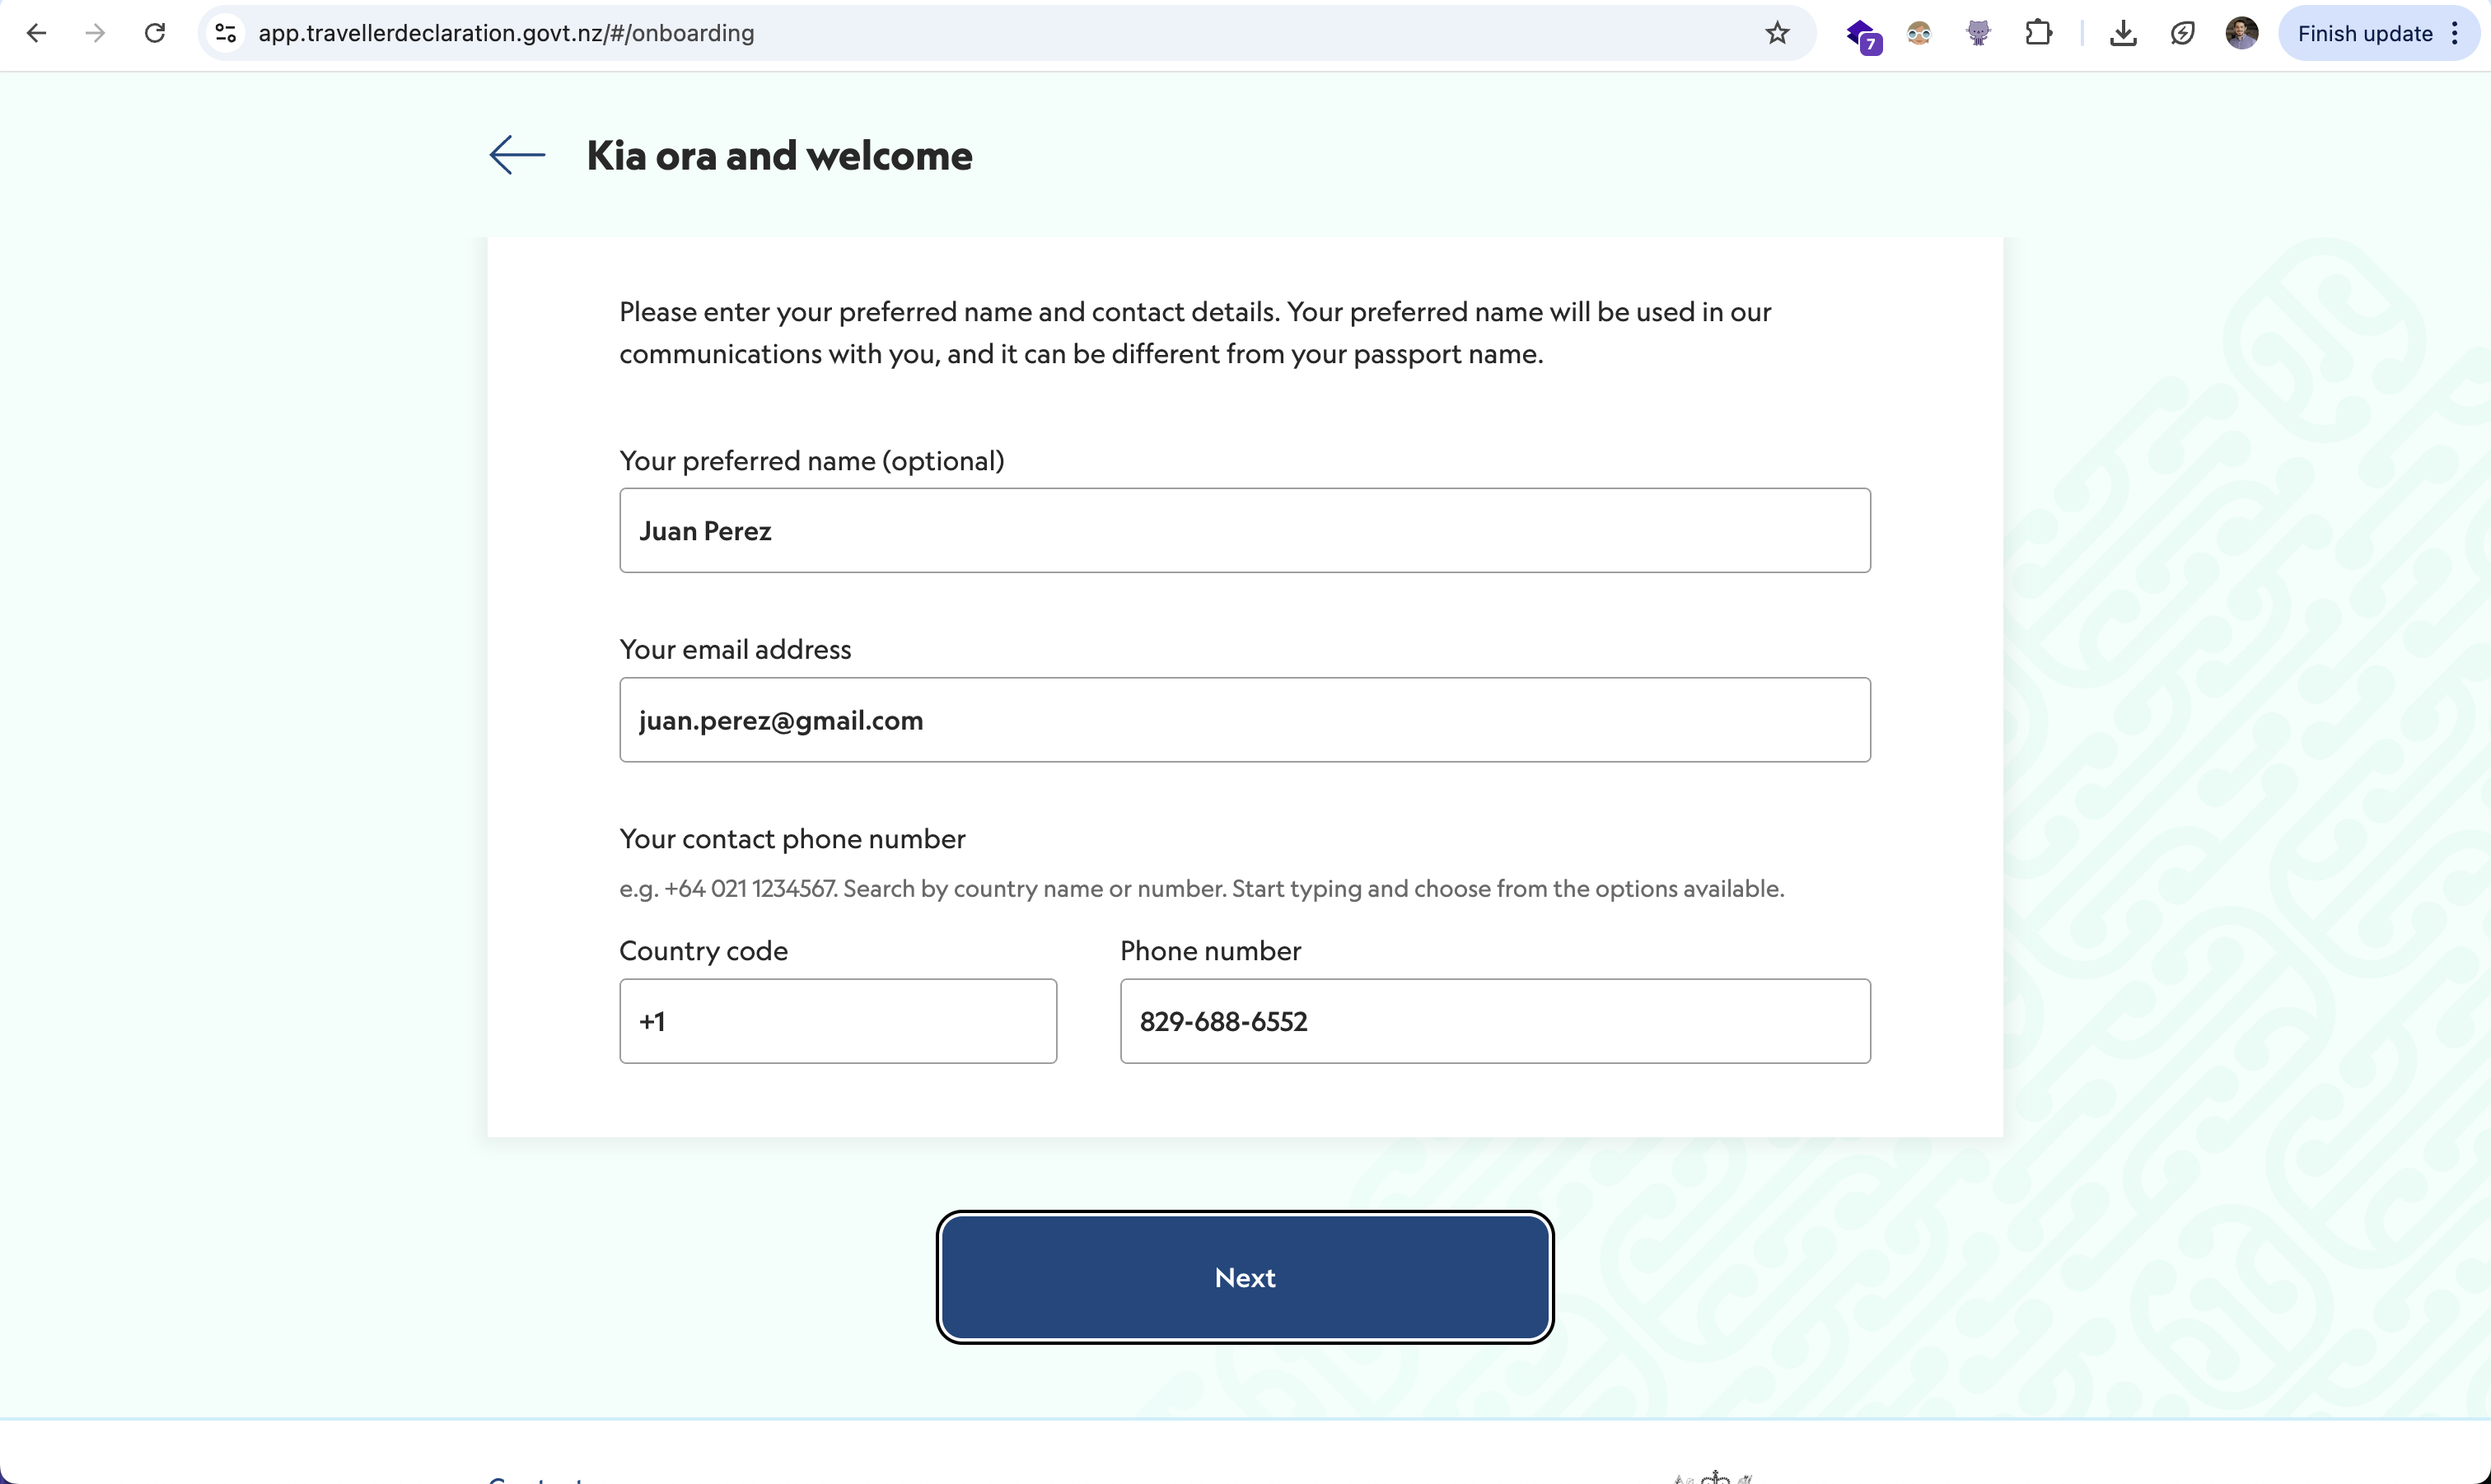 app.travellerdeclaration.govt.nz/#/onboarding
7
Finish update
Kia ora and welcome
Please enter your preferred name and contact details. Your preferred name will be used in our
communications with you, and it can be different from your passport name.
Your preferred name (optional)
Juan Perez
Your email address
juan.perez@gmail.com
Your contact phone number
e.g. +64 021 1234567. Search by country name or number. Start typing and choose from the options available.
Country code
Phone number
+1
829-688-6552
Next